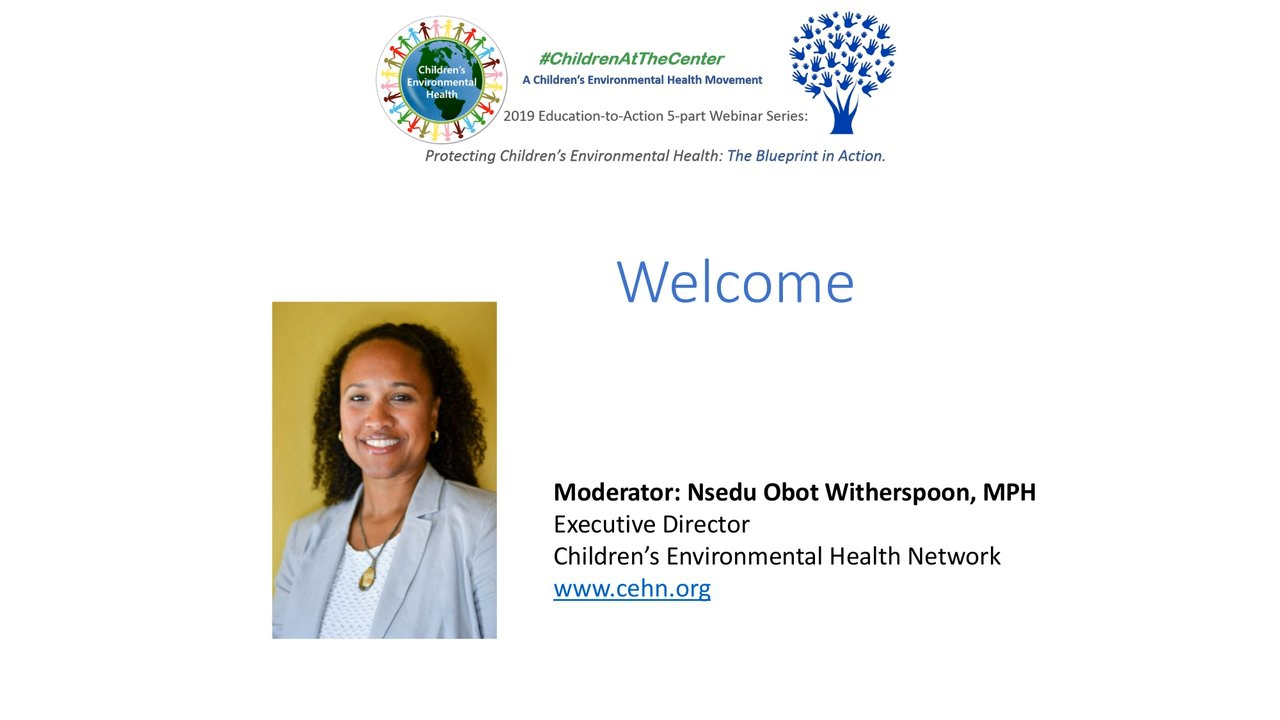 Children's
Environmental
Health
#ChildrenAtTheCenter
A Children's Environmental Health Movement
2019 Education-to-Action 5-part Webinar Series:
Protecting Children's Environmental Health: The Blueprint in Action.
Welcome
Moderator: Nsedu Obot Witherspoon, MPH
Executive Director
Children's Environmental Health Network
www.cehn.org